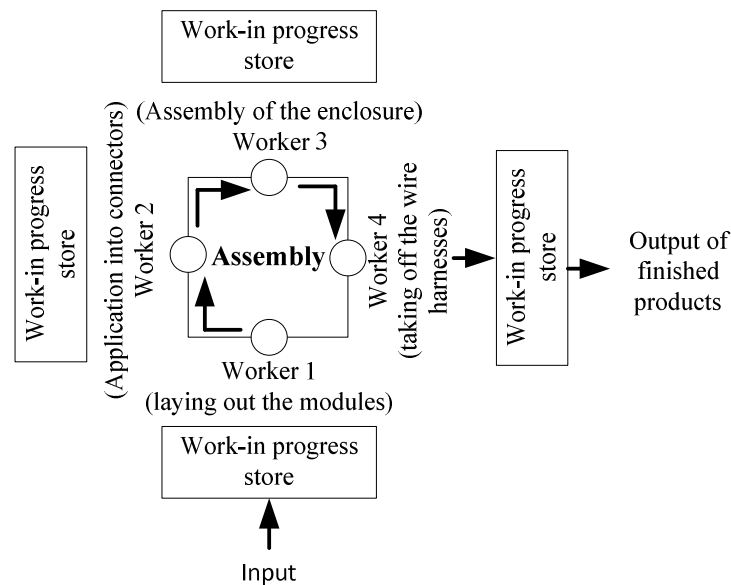 Work-in progress
store
(Assembly of the enclosure)
Worker 3
Work-in progress
store
(Application into connectors)
Worker 2
Assembly
Worker 4
(taking off the wire
harnesses)
Work-in progress
store
Output of
finished
products
Worker 1
(laying out the modules)
Work-in progress
store
Input